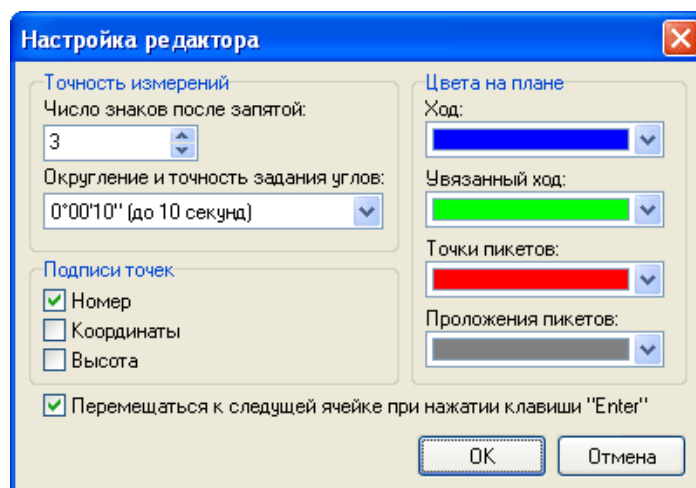 Настройка редактора
Точность измерений
Число знаков после запятой:
3
Округление и точность задания углов:
0°00'10" (до 10 секунд)
Подписи точек
Номер
Координаты
Высота
Цвета на плане
Ход:
Увязанный ход:
Точки пикетов:
Проложения пикетов:
Перемещаться к следущей ячейке при нажатии клавиши "Enter"
OK
Отмена